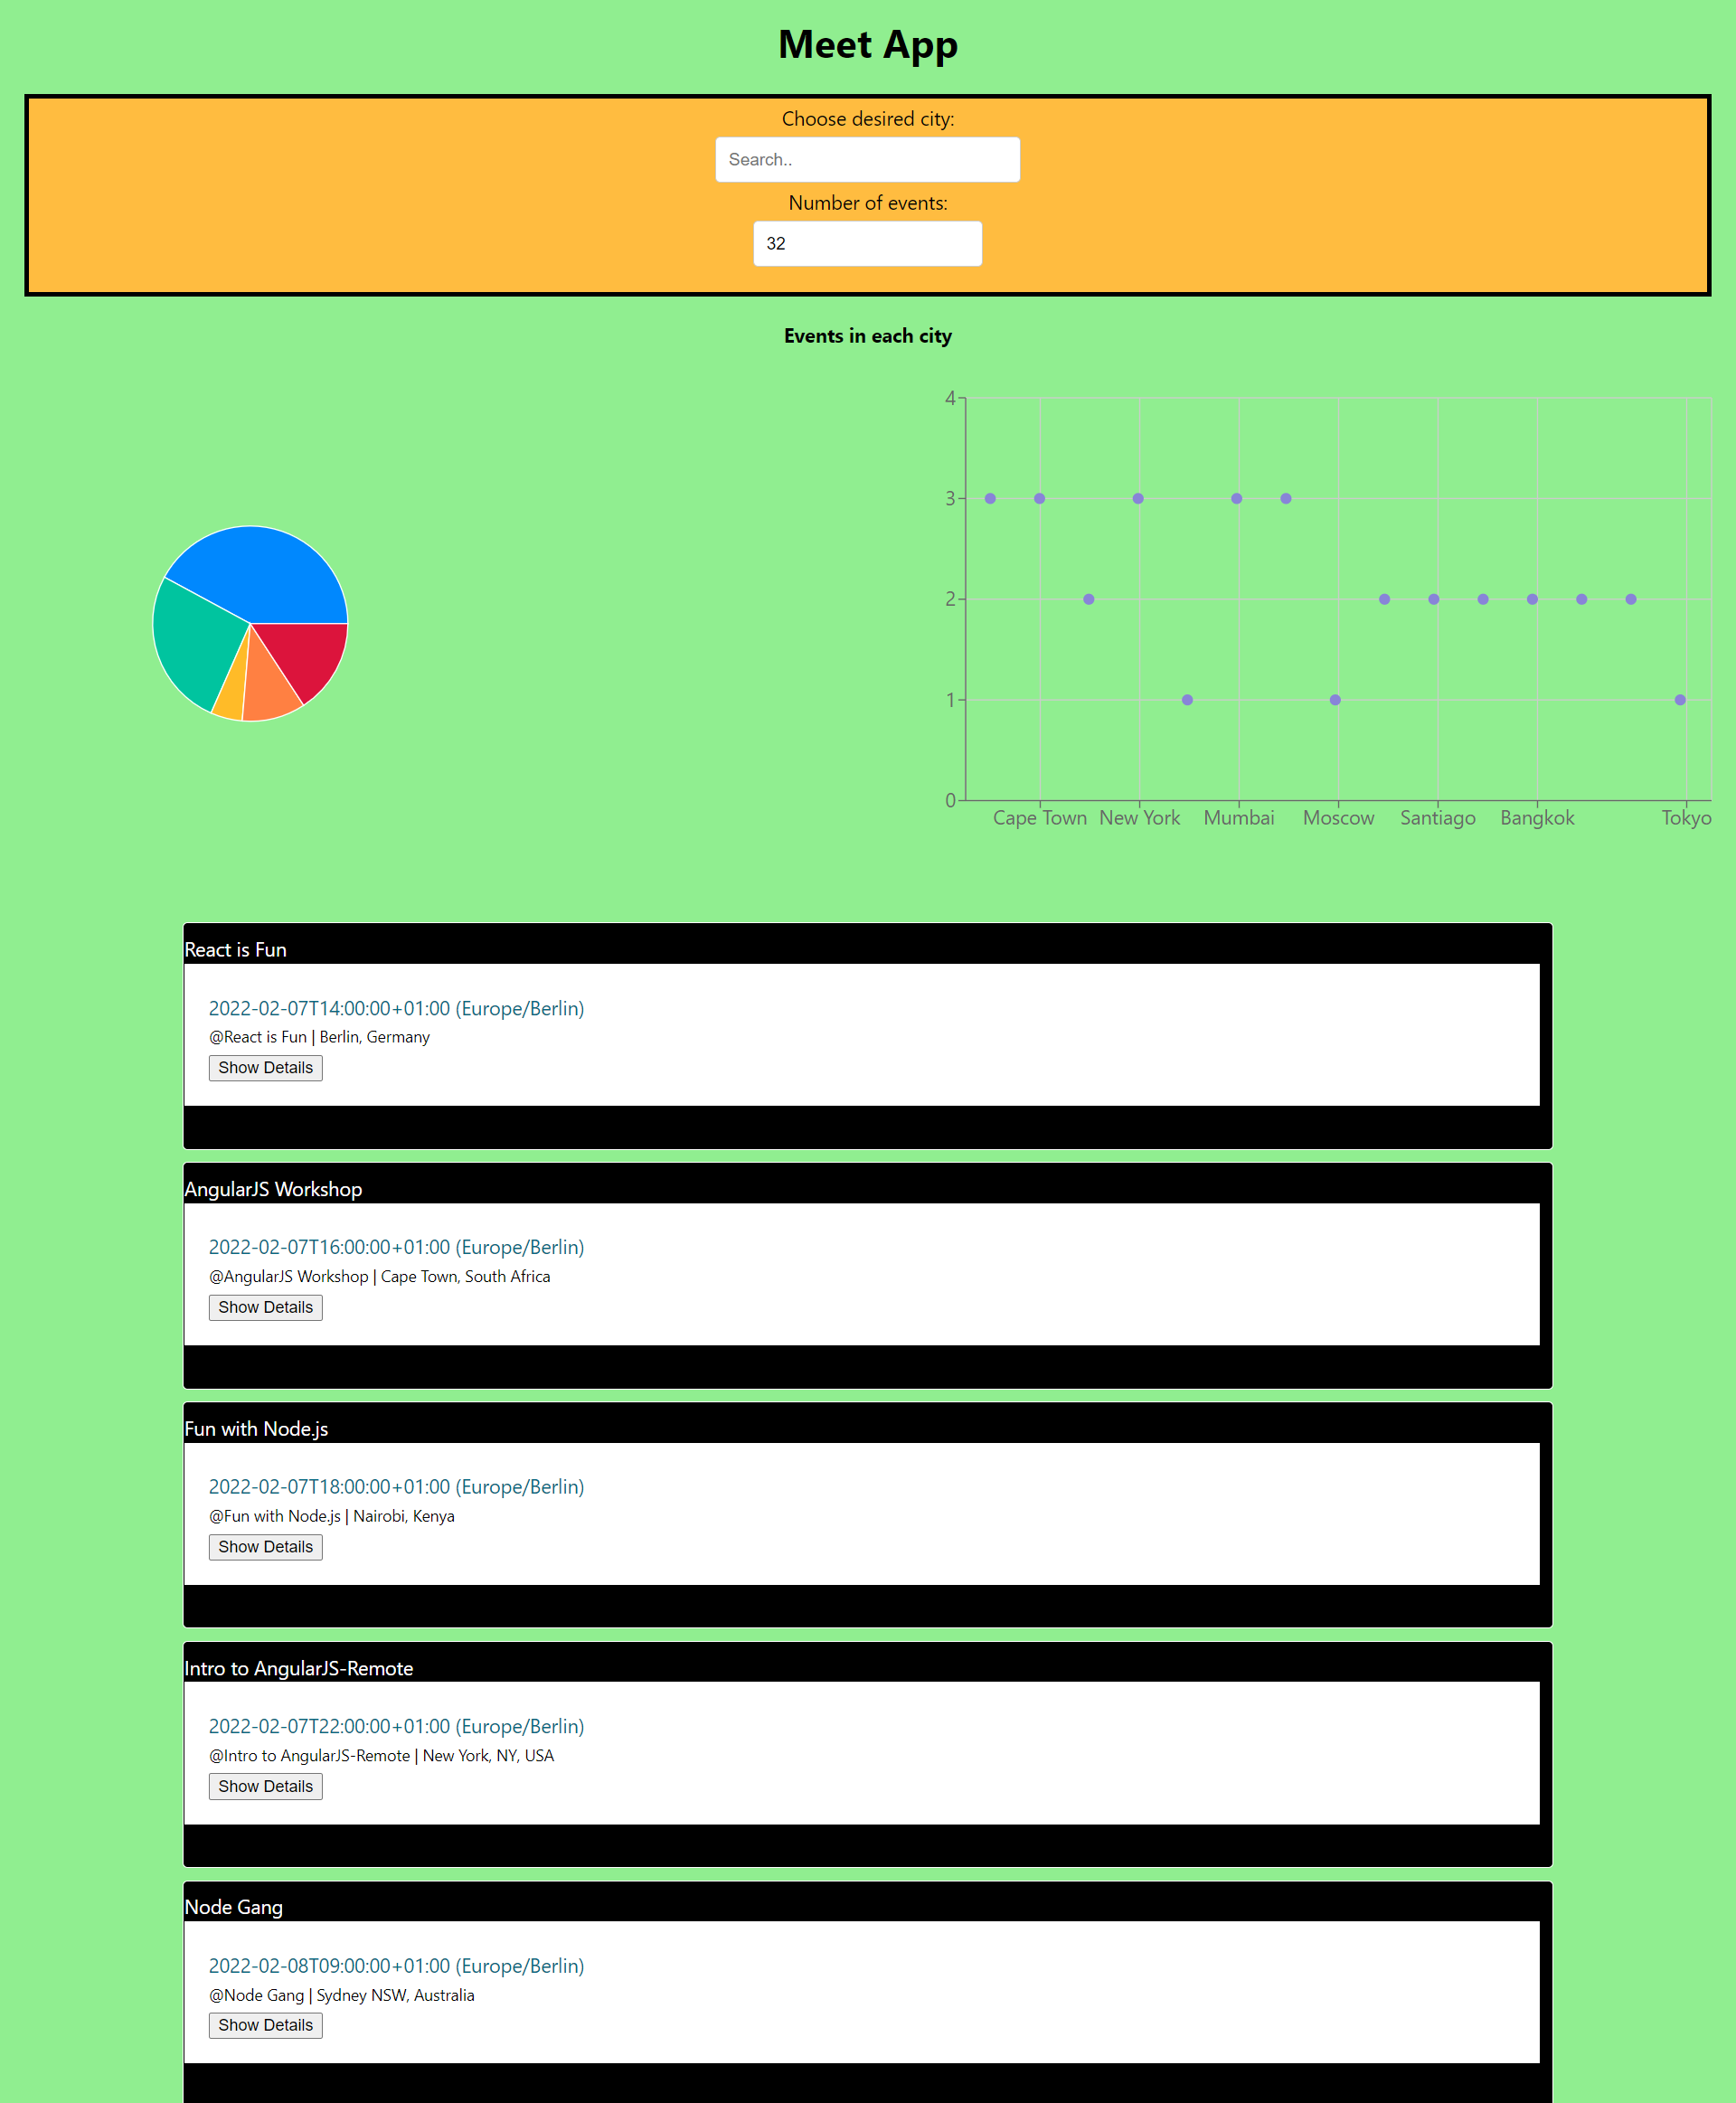 Meet App
Choose desired city:
Search..
Number of events:
32
Events in each city
4
3
2
1
0
Cape Town New York Mumbai Moscow Santiago Bangkok Tokyo
React is Fun
2022-02-07T14:00:00+01:00 (Europe/Berlin)
@React is Fun | Berlin, Germany
Show Details
AngularJS Workshop
2022-02-07T16:00:00+01:00 (Europe/Berlin)
@AngularJS Workshop | Cape Town, South Africa
Show Details
Fun with Node.js
2022-02-07T18:00:00+01:00 (Europe/Berlin)
@Fun with Node.js | Nairobi, Kenya
Show Details
Intro to AngularJS-Remote
2022-02-07T22:00:00+01:00 (Europe/Berlin)
@Intro to AngularJS-Remote | New York, NY, USA
Show Details
Node Gang
2022-02-08T09:00:00+01:00 (Europe/Berlin)
@Node Gang | Sydney NSW, Australia
Show Details